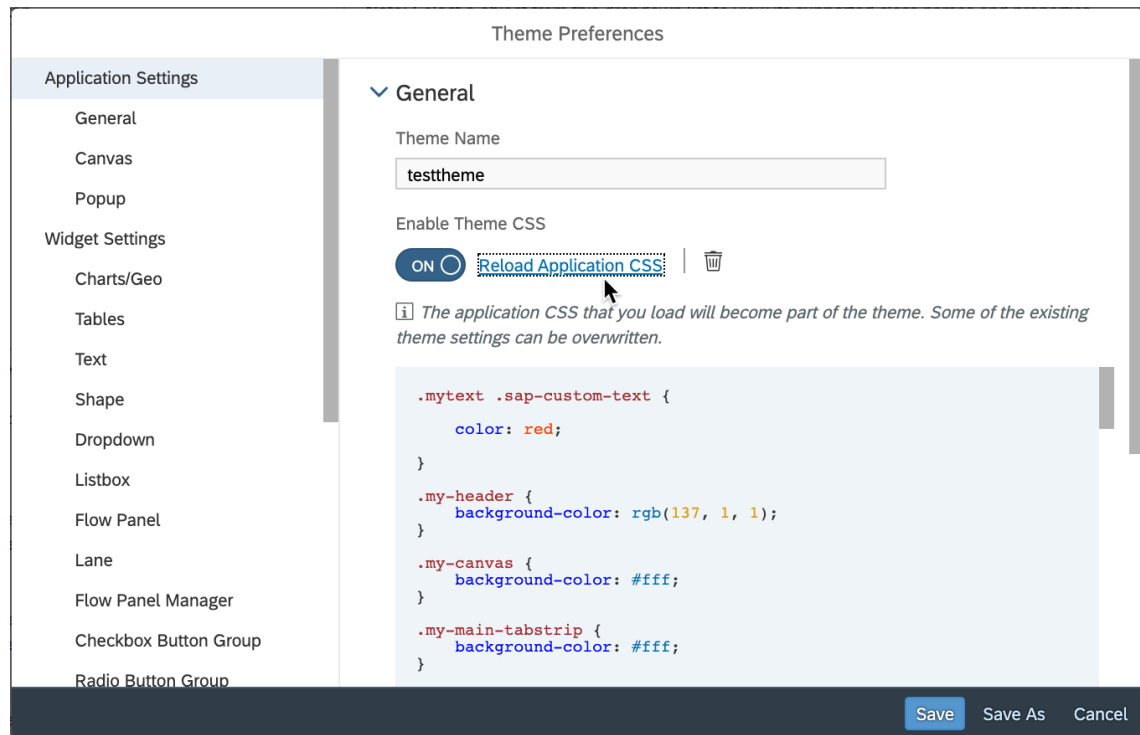 Theme Preferences
Application Settings
General
Canvas
Popup
Widget Settings
Charts/Geo
Tables
Text
Shape
Dropdown
Listbox
Flow Panel
Lane
Flow Panel Manager
Checkbox Button Group
Radio Button Group
General
Theme Name
testtheme
Enable Theme CSS
ON Reload Application CSS
The application CSS that you load will become part of the theme. Some of the existing
theme settings can be overwritten.
.mytext .sap-custom-text {
color: red;
}
.my-header {
background-color: rgb(137, 1, 1);
}
.my-canvas {
background-color: #fff;
}
.my-main-tabstrip {
background-color: #fff;
}
Save Save As Cancel